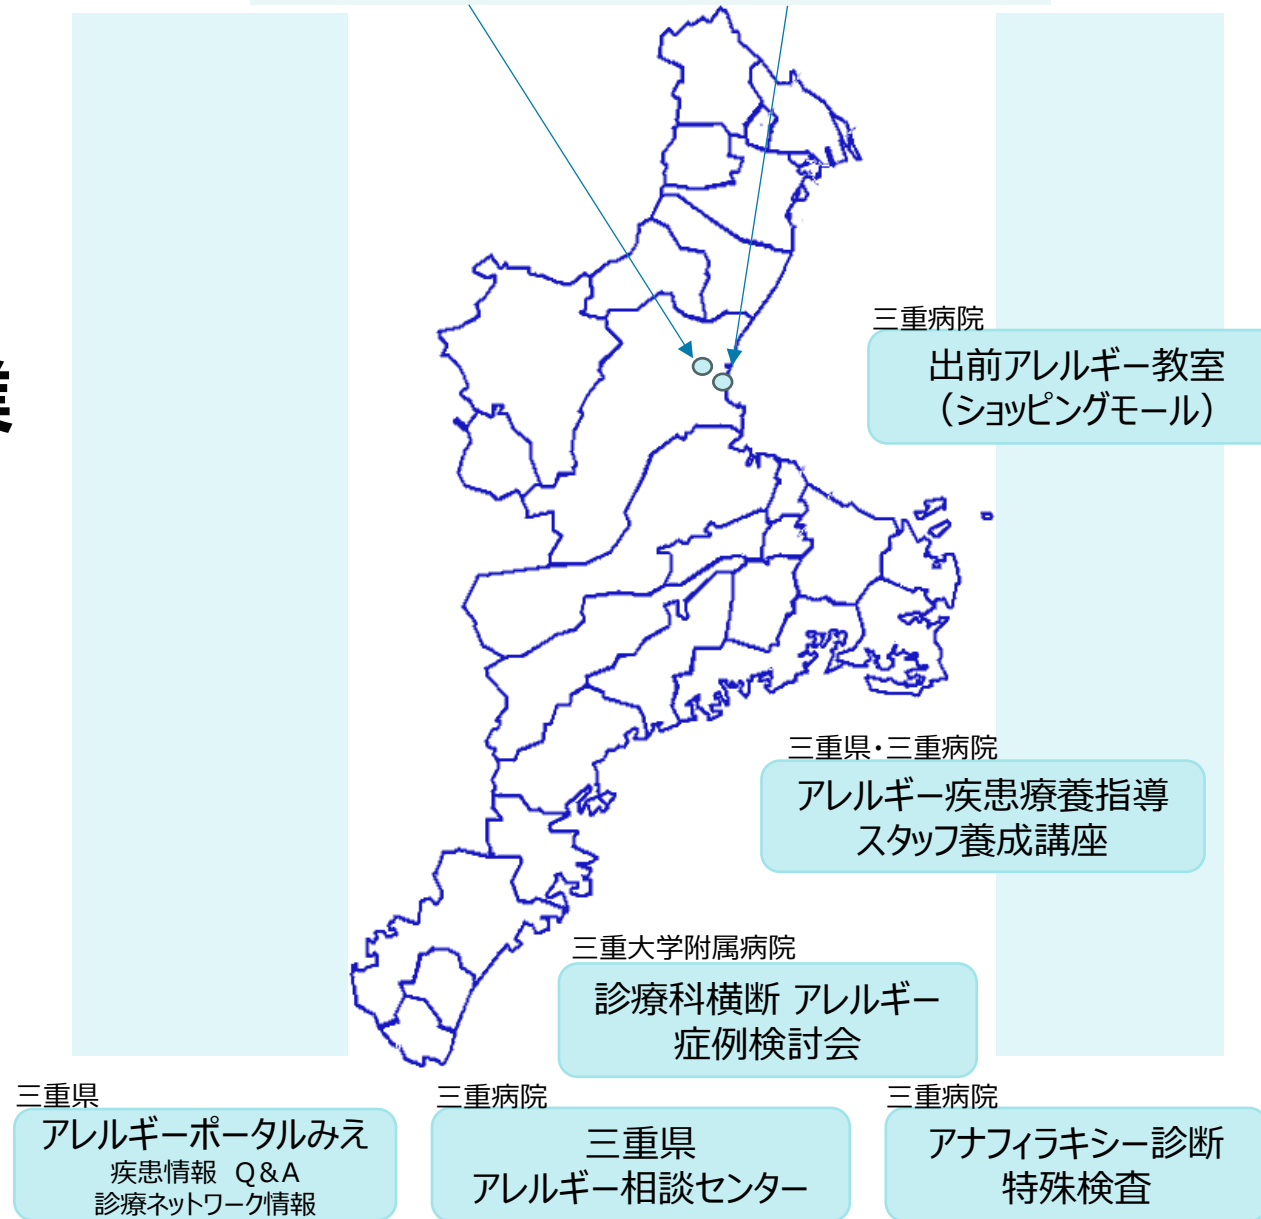 業
三重病院
出前アレルギー教室
（ショッピングモール）
三重県・三重病院
アレルギー疾患療養指導
スタッフ養成講座
三重大学附属病院
診療科横断 アレルギー
症例検討会
三重県
アレルギーポータルみえ
疾患情報　Q&A
診療ネットワーク情報
三重病院
三重県
アレルギー相談センター
三重病院
アナフィラキシー診断
特殊検査